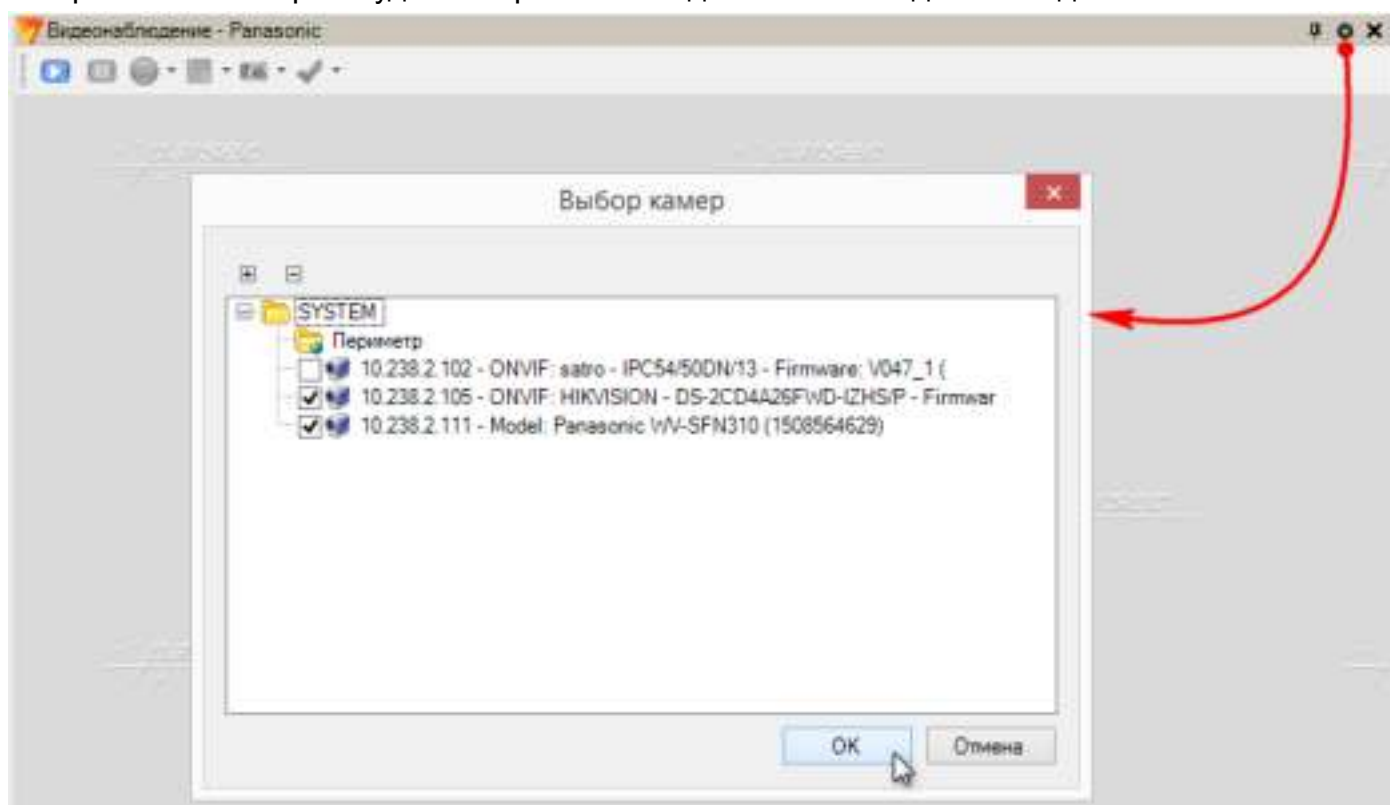 Видеонаблюдение - Panasonic
Выбор камер
SYSTEM
Периметр
10.238.2.102 - ONVIF: satro - IPC54/50DN/13 - Firmware: V047_1 (
10.238.2.105 - ONVIF: HIKVISION - DS-2CD4A26FWD-IZHS/P - Firmwar
10.238.2.111 - Model: Panasonic WV-SFN310 (1508564629)
OK
Отмена